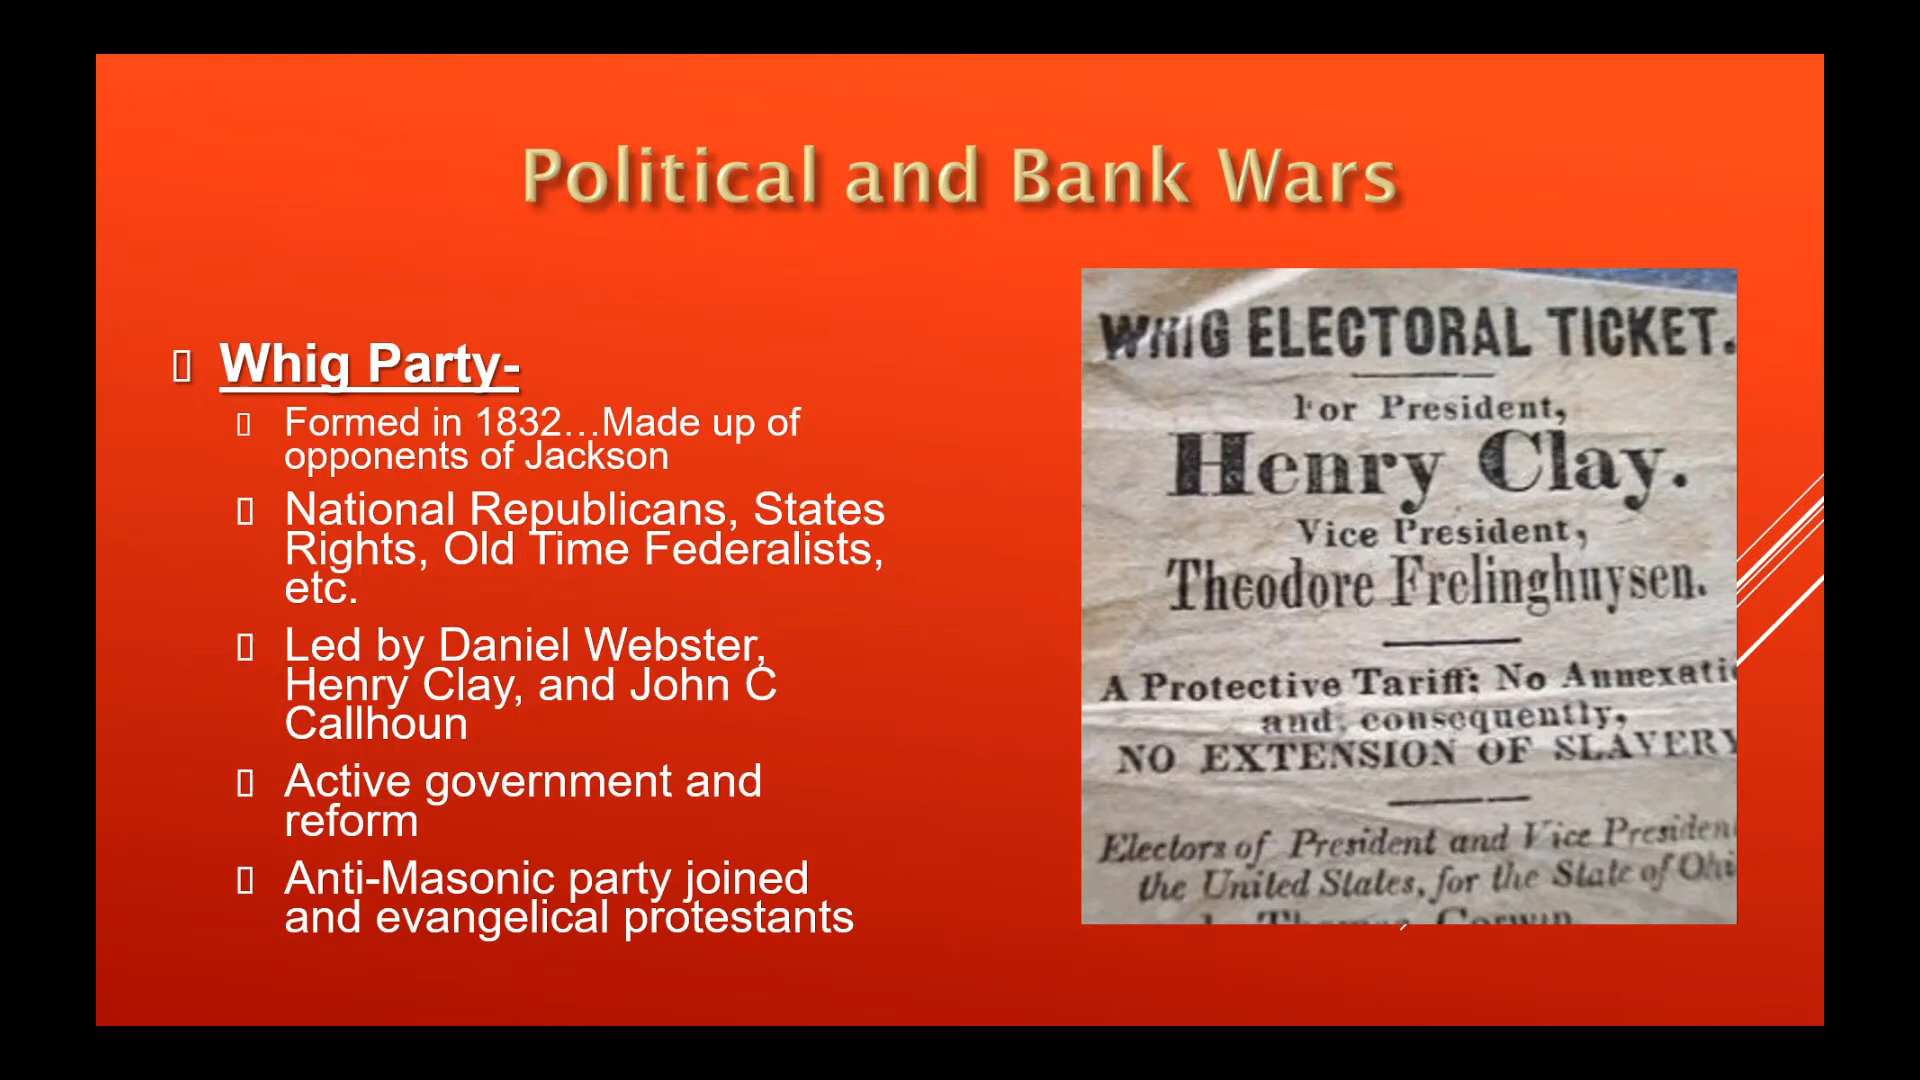 Political and Bank Wars
Whig Party-
Formed in 1832…Made up of
opponents of Jackson
National Republicans, States
Rights, Old Time Federalists,
etc.
Led by Daniel Webster,
Henry Clay, and John C
Callhoun
Active government and
reform
Anti-Masonic party joined
and evangelical protestants
WHIG ELECTORAL TICKET.
For President,
Henry Clay.
Vice President,
Theodore Frelinghuysen.
A Protective Tariff: No Annexati
and, consequently,
NO EXTENSION OF SLAVERY
Electors of President and Vice Presiden
the United States, for the State of Ohi
Corwin